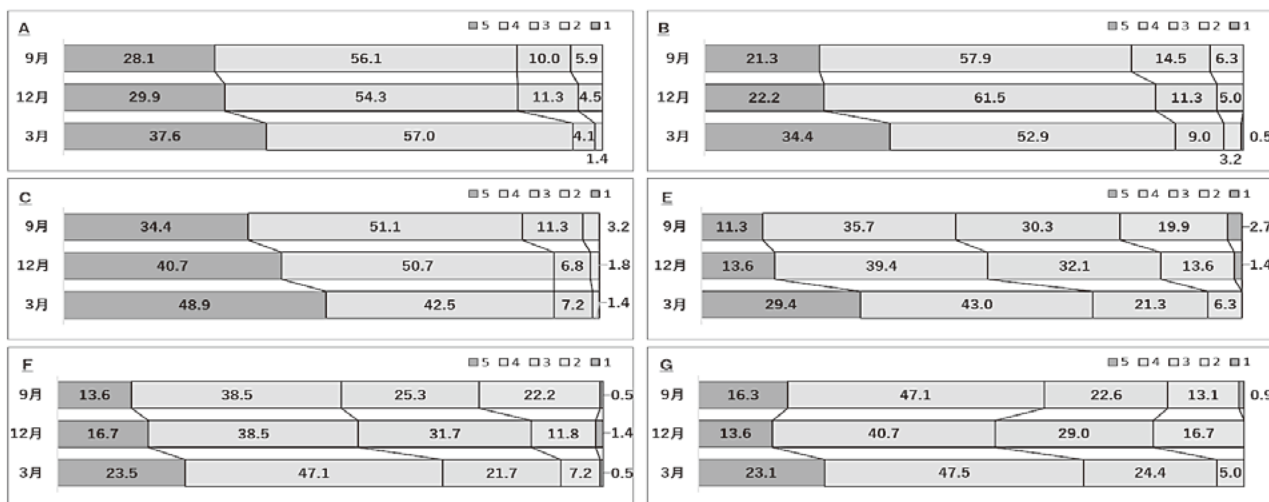 A
■5 □4 □3 □2 ■1
9月 28.1 56.1 10.0 5.9
12月 29.9 54.3 11.3 4.5
3月 37.6 57.0 4.1
1.4
B
■5 □4 □3 □2 ■1
9月 21.3 57.9 14.5 6.3
12月 22.2 61.5 11.3 5.0
3月 34.4 52.9 9.0 0.5
3.2
C
■5 □4 □3 □2 ■1
9月 34.4 51.1 11.3 3.2
12月 40.7 50.7 6.8 1.8
3月 48.9 42.5 7.2 1.4
E
■5 □4 □3 □2 ■1
9月 11.3 35.7 30.3 19.9 2.7
12月 13.6 39.4 32.1 13.6 1.4
3月 29.4 43.0 21.3 6.3
F
■5 □4 □3 □2 ■1
9月 13.6 38.5 25.3 22.2 0.5
12月 16.7 38.5 31.7 11.8 1.4
3月 23.5 47.1 21.7 7.2 0.5
G
■5 □4 □3 □2 ■1
9月 16.3 47.1 22.6 13.1 0.9
12月 13.6 40.7 29.0 16.7
3月 23.1 47.5 24.4 5.0